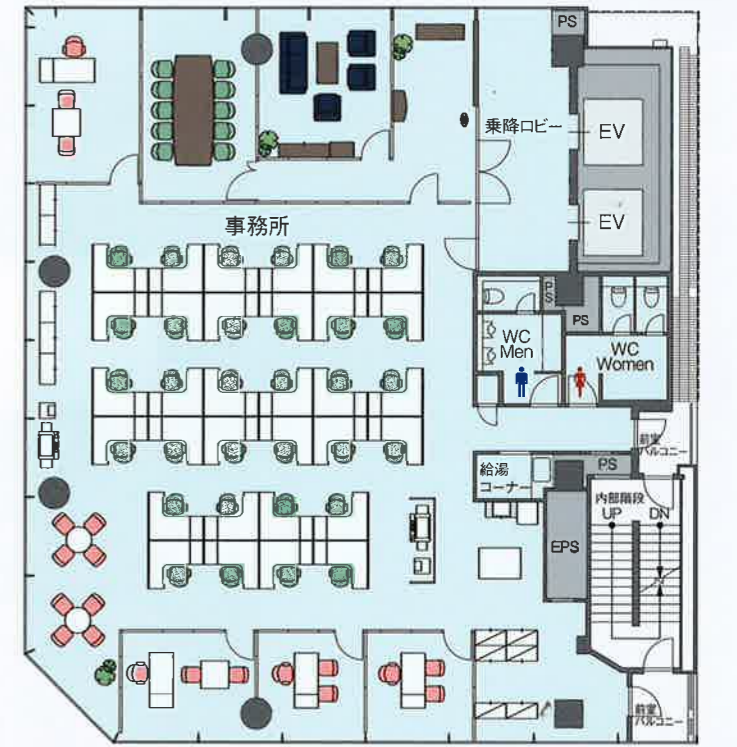 PS
乗降ロビー
EV
EV
事務所
PS
PS
WC
Men
WC
Women
前室
バルコニー
給湯
コーナー
PS
内部階段
UP
DN
EPS
前室
バルコニー